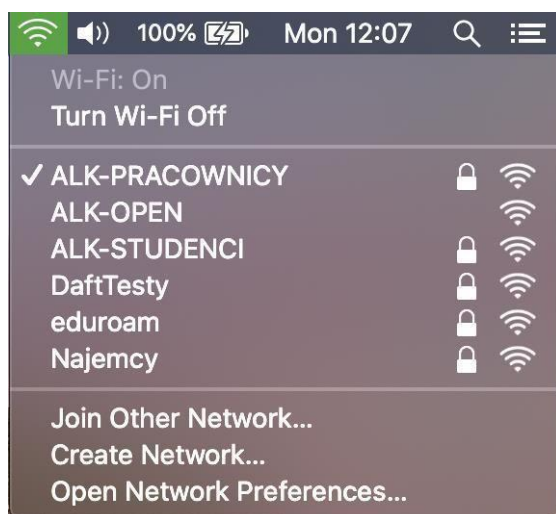 100% Mon 12:07
Wi-Fi: On
Turn Wi-Fi Off
ALK-PRACOWNICY
ALK-OPEN
ALK-STUDENCI
DaftTesty
eduroam
Najemcy
Join Other Network...
Create Network...
Open Network Preferences...